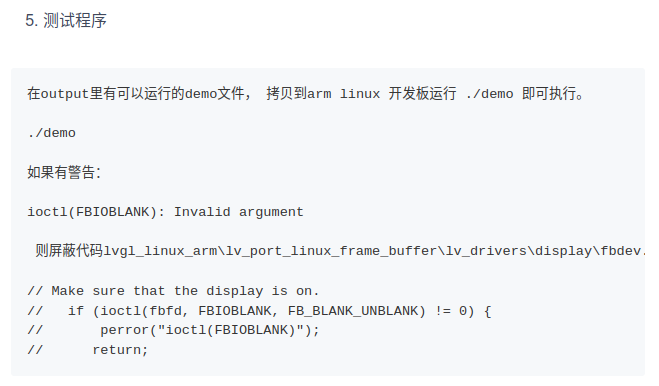 5. 测试程序
在output里有可以运行的demo文件， 拷贝到arm linux 开发板运行 ./demo 即可执行。
./demo
如果有警告：
ioctl(FBIOBLANK): Invalid argument
则屏蔽代码lvgl_linux_arm\lv_port_linux_frame_buffer\lv_drivers\display\fbdev.
// Make sure that the display is on.
//   if (ioctl(fbfd, FBIOBLANK, FB_BLANK_UNBLANK) != 0) {
//       perror("ioctl(FBIOBLANK)");
//      return;